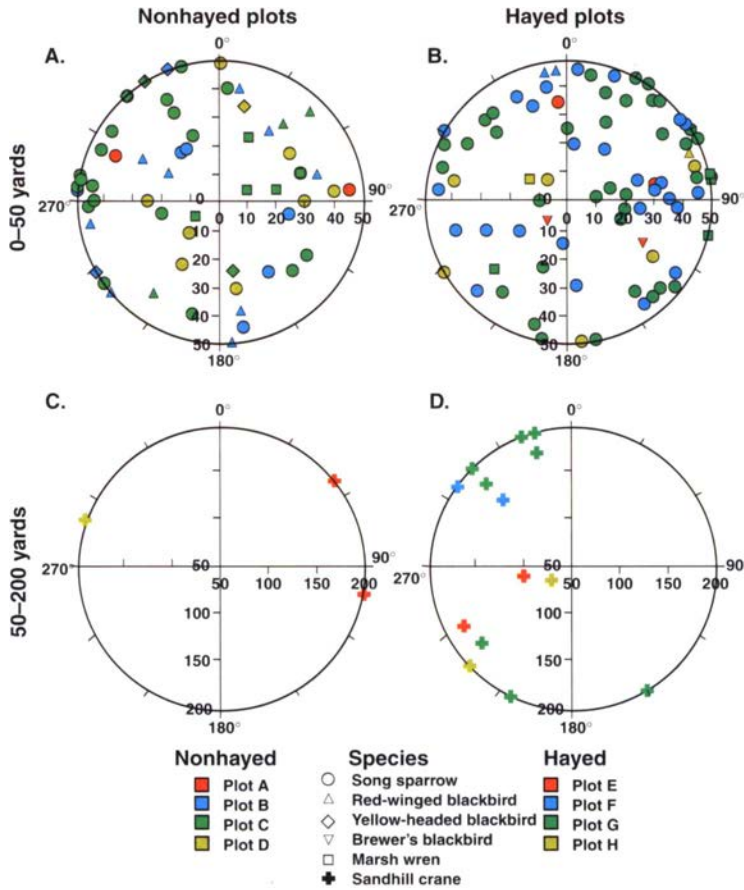 Nonhayed plots Hayed plots
A. 0° B. 0°
0–50 yards
270° 0 10 20 30 40 50 90°
10
20
30
40
50
180°
270° 0 10 20 30 40 50 90°
10
20
30
40
50
180°
C. 0° D. 0°
50–200 yards
270° 50 50 100 150 200 90°
100
150
200
180°
270° 50 50 100 150 200 90
100
150
200
180°
Nonhayed Species Hayed
Plot A Song sparrow Plot E
Plot B Red-winged blackbird Plot F
Plot C Yellow-headed blackbird Plot G
Plot D Brewer's blackbird Plot H
Marsh wren
Sandhill crane